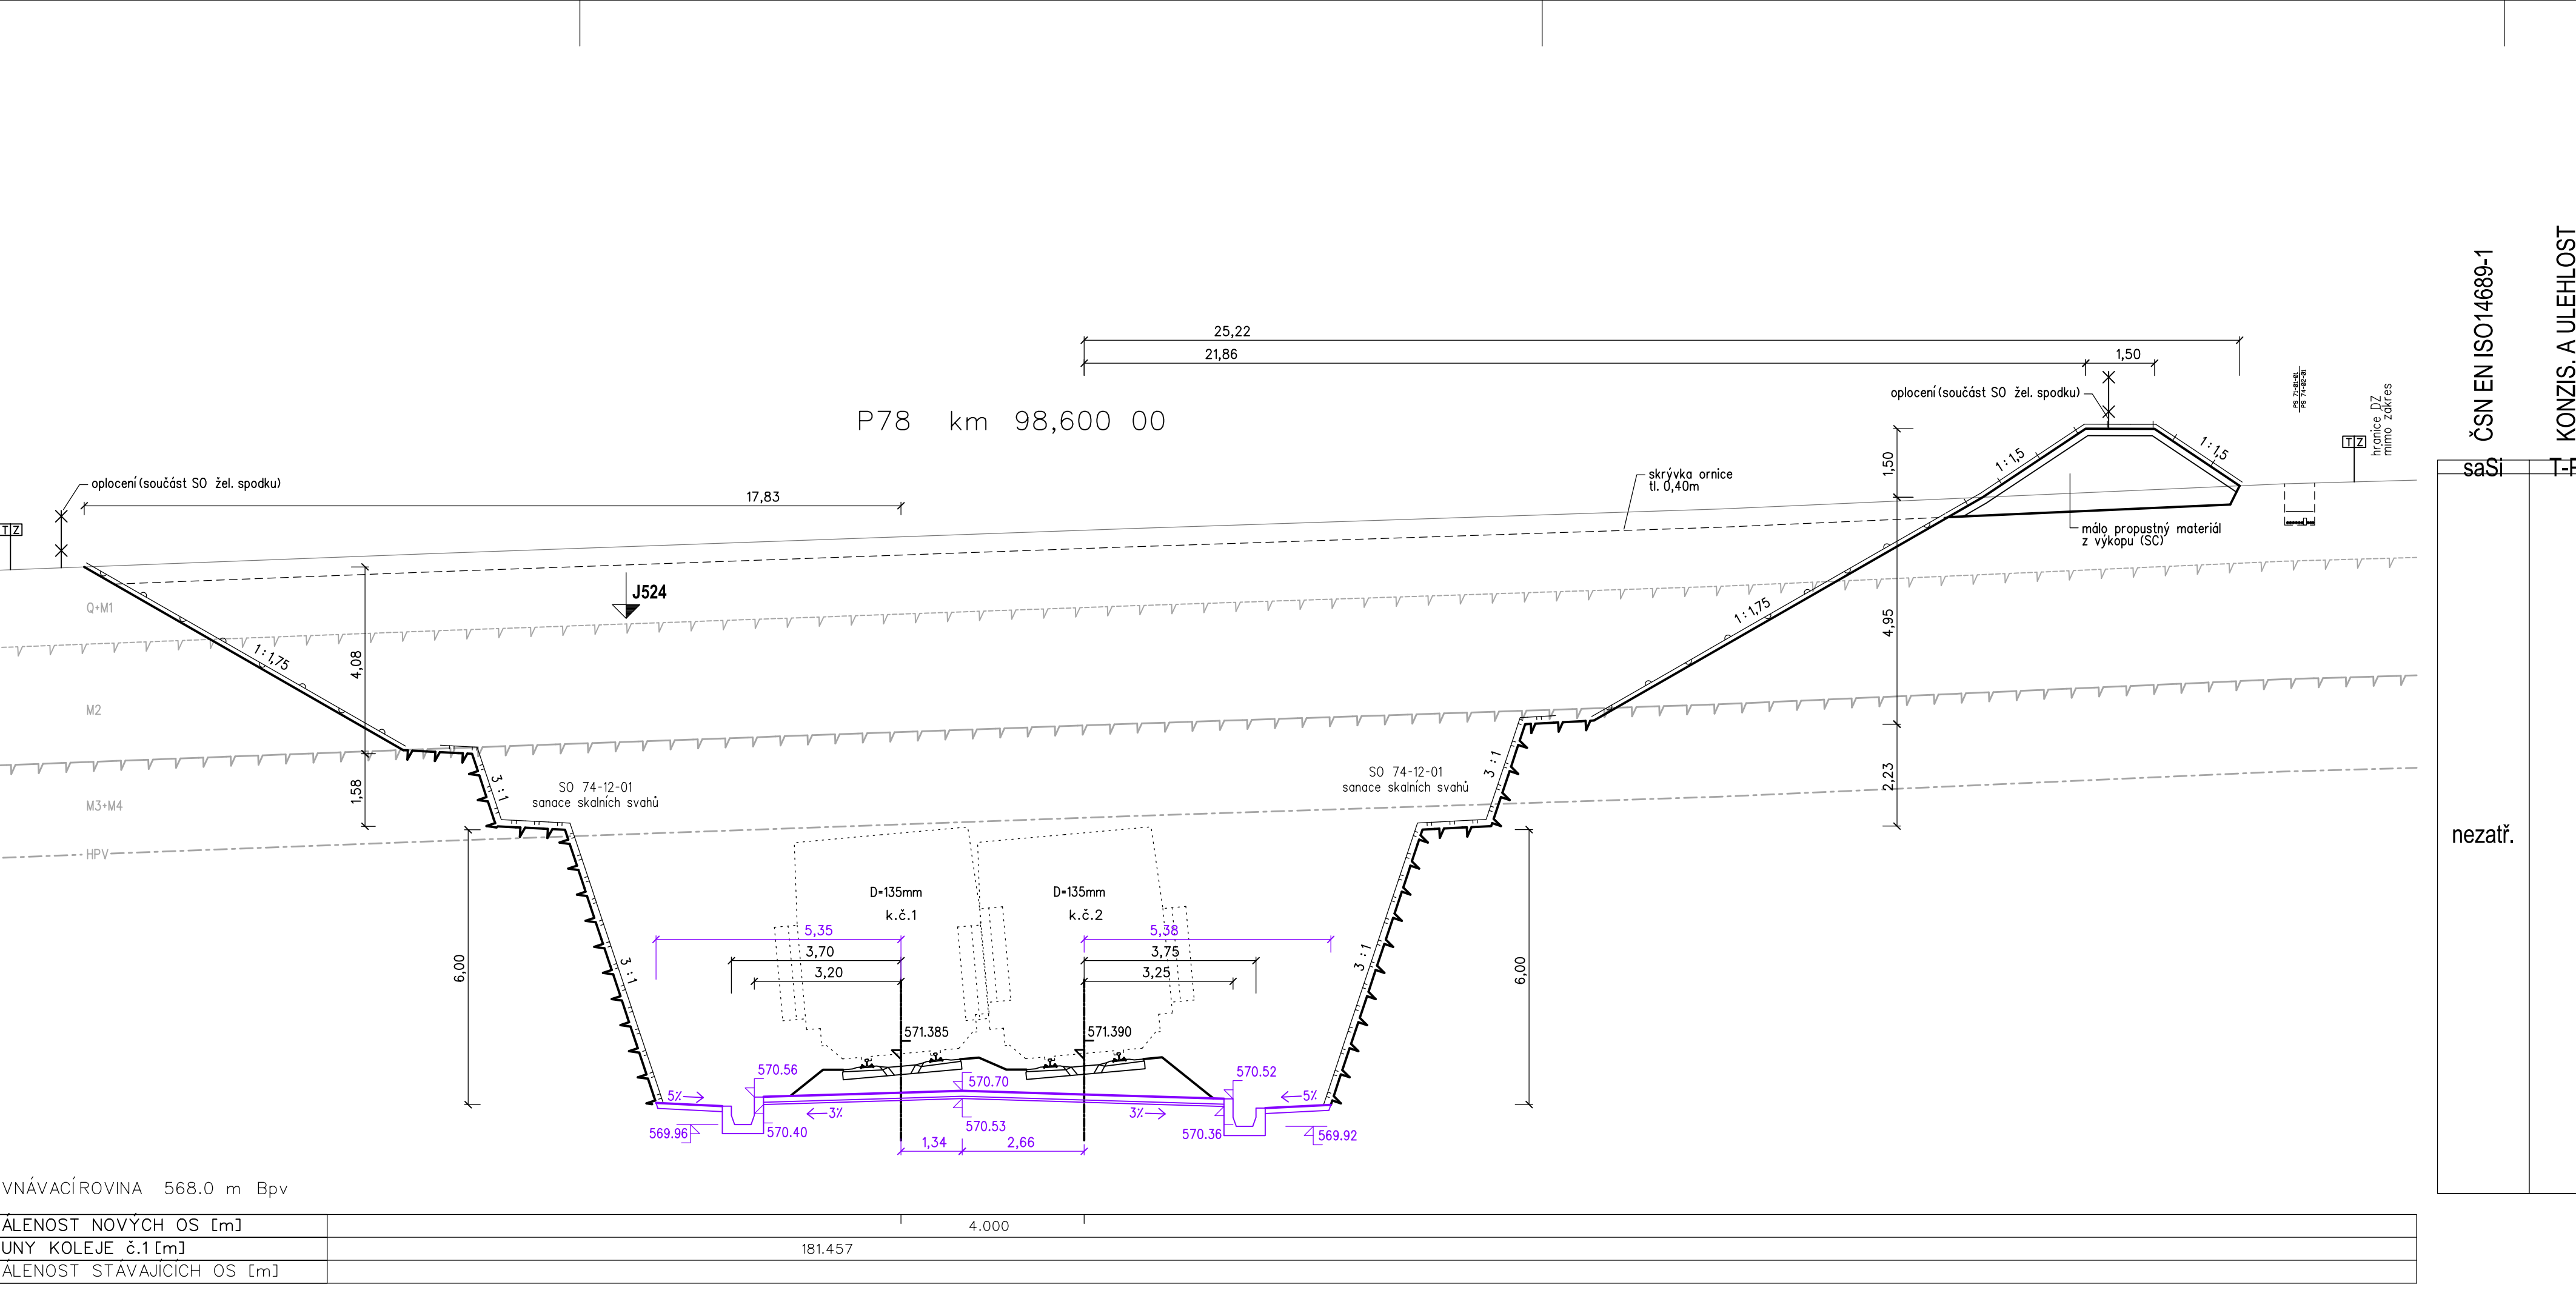 25,22
21,86
1,50
oplocení (součást SO žel. spodku)
P78 km 98,600 00
PS 71-01-01
PS 74-02-01
hranice DZ
mimo zákres
T Z
ČSN EN ISO14689-1
KONZIS. A ULEHLOST
saSi
nezatř.
oplocení (součást SO žel. spodku)
17,83
skrývka ornice
tl. 0,40m
1,50
1:1,5
1:1,5
málo propustný materiál
z výkopu (SC)
T Z
J524
Q+M1
1:1,75
4,08
1:1,75
4,95
M2
3:1
SO 74-12-01
sanace skalních svahů
SO 74-12-01
sanace skalních svahů
3:1
2,23
1,58
M3+M4
HPV
D=135mm
k.č.1
D=135mm
k.č.2
5,35
5,38
3,70
3,75
3,20
3,25
6,00
3:1
3:1
6,00
571.385
571.390
570.56
570.70
570.52
5%
3%
3%
5%
569.96
570.40
570.53
570.36
569.92
1,34
2,66
VNÁVACÍ ROVINA 568.0 m Bpv
ÁLENOST NOVÝCH OS [m]
4.000
UNY KOLEJE č.1 [m]
181.457
ÁLENOST STÁVAJÍCÍCH OS [m]